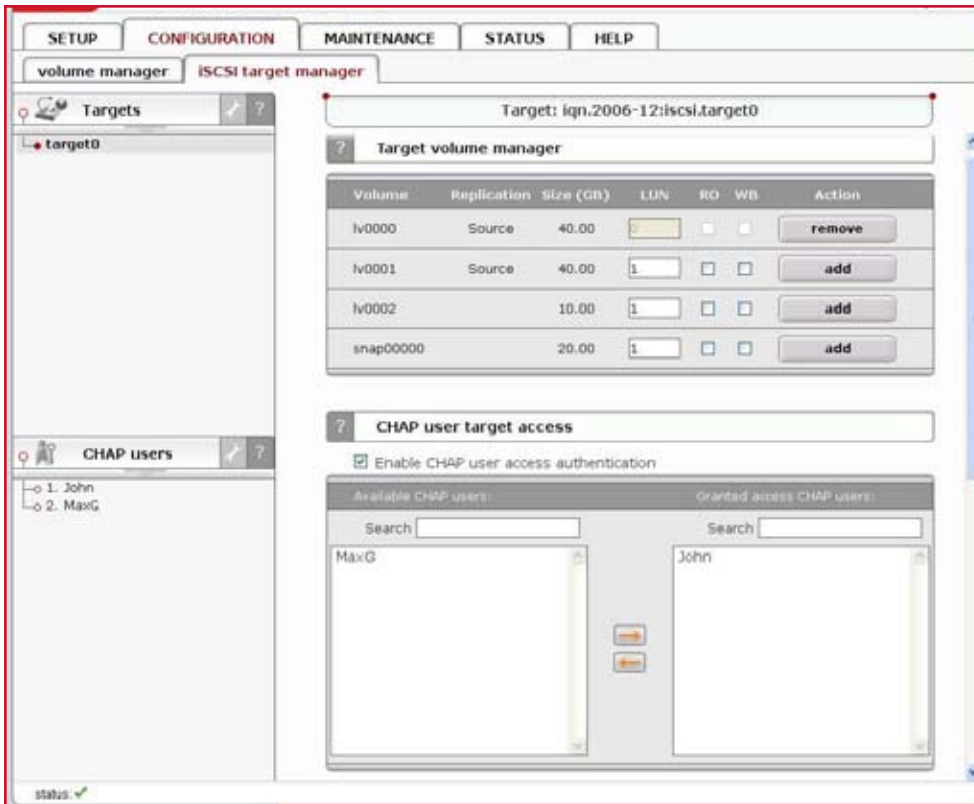 SETUP CONFIGURATION MAINTENANCE STATUS HELP
volume manager iSCSI target manager
Targets ?
target0
Target: iqn.2006-12:iscsi.target0
? Target volume manager
Volume Replication Size (GB) LUN RO WB Action
lv0000 Source 40.00 0 remove
lv0001 Source 40.00 1 add
lv0002 10.00 1 add
snap00000 20.00 1 add
CHAP users ?
1. John
2. MaxG
? CHAP user target access
Enable CHAP user access authentication
Available CHAP users: Granted access CHAP users:
Search Search
MaxG John
status: